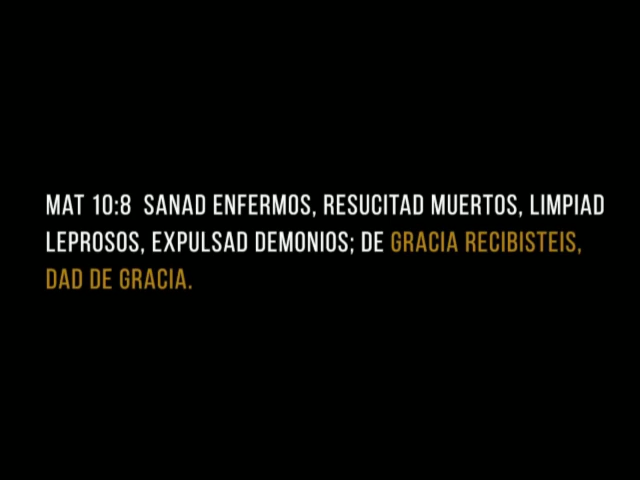 MAT 10:8 SANAD ENFERMOS, RESUCITAD MUERTOS, LIMPIAD
LEPROSOS, EXPULSAD DEMONIOS; DE GRACIA RECIBISTEIS,
DAD DE GRACIA.